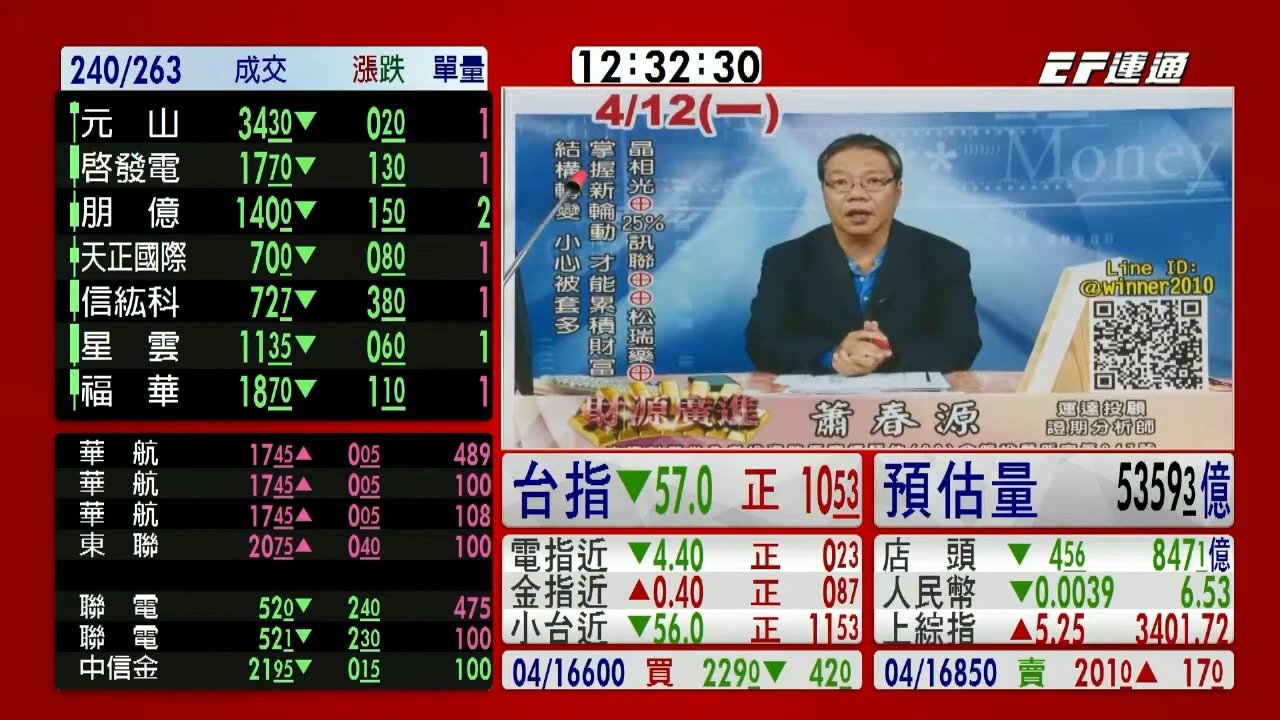 240/263 成交 漲跌 單量
元山 3430▼ 020 1
啓發電 1770▼ 130 1
朋億 1400▼ 150 2
天正國際 700▼ 080 1
信紘科 727▼ 380 1
星雲 1135▼ 060 1
福華 1870▼ 110 1
華航 1745▲ 005 489
華航 1745▲ 005 100
華航 1745▲ 005 108
東聯 2075▲ 040 100
聯電 520▼ 240 475
聯電 521▼ 230 100
中信金 2195▼ 015 100
12:32:30
EF運通
4/12(一)
晶相光⊕25%訊聯⊕⊕松瑞藥⊕
掌握新輪動 才能累積財富
結構轉變 小心被套多
Money
Line ID:
@winner2010
財源廣進
蕭春源
運達投顧
證期分析師
台指▼57.0 正 1053
預估量 53593億
電指近 ▼4.40 正 023
金指近 ▲0.40 正 087
小台近 ▼56.0 正 1153
店頭 ▼ 456 8471億
人民幣 ▼0.0039 6.53
上綜指 ▲5.25 3401.72
04/16600 買 2290▼ 420
04/16850 賣 2010▲ 170